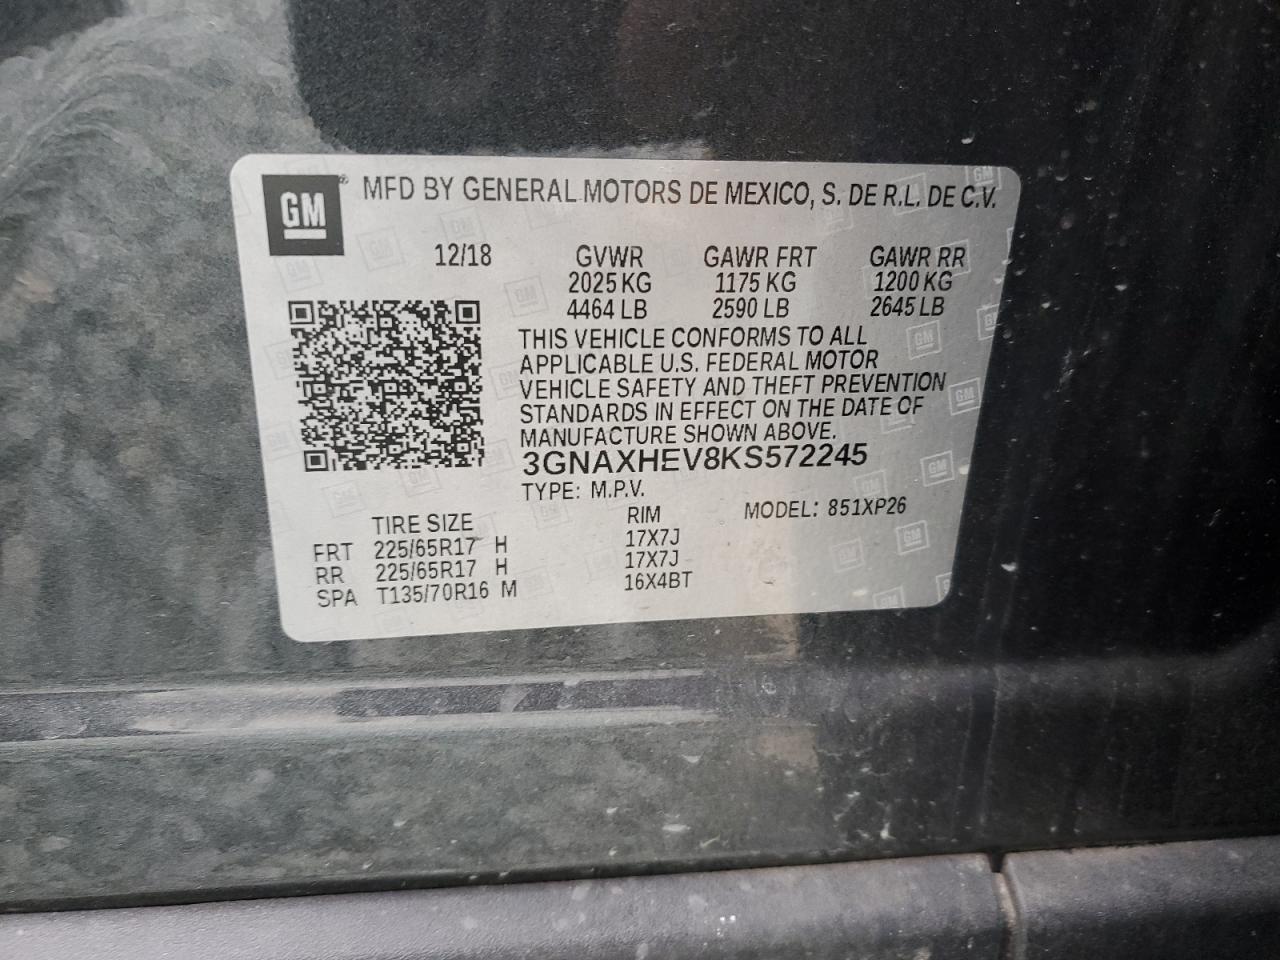 GM® MFD BY GENERAL MOTORS DE MEXICO, S. DE R.L. DE C.V.
12/18 GVWR GAWR FRT GAWR RR
2025 KG 1175 KG 1200 KG
4464 LB 2590 LB 2645 LB
THIS VEHICLE CONFORMS TO ALL
APPLICABLE U.S. FEDERAL MOTOR
VEHICLE SAFETY AND THEFT PREVENTION
STANDARDS IN EFFECT ON THE DATE OF
MANUFACTURE SHOWN ABOVE.
3GNAXHEV8KS572245
TYPE: M.P.V. MODEL: 851XP26
TIRE SIZE RIM
FRT 225/65R17 H 17X7J
RR 225/65R17 H 17X7J
SPA T135/70R16 M 16X4BT